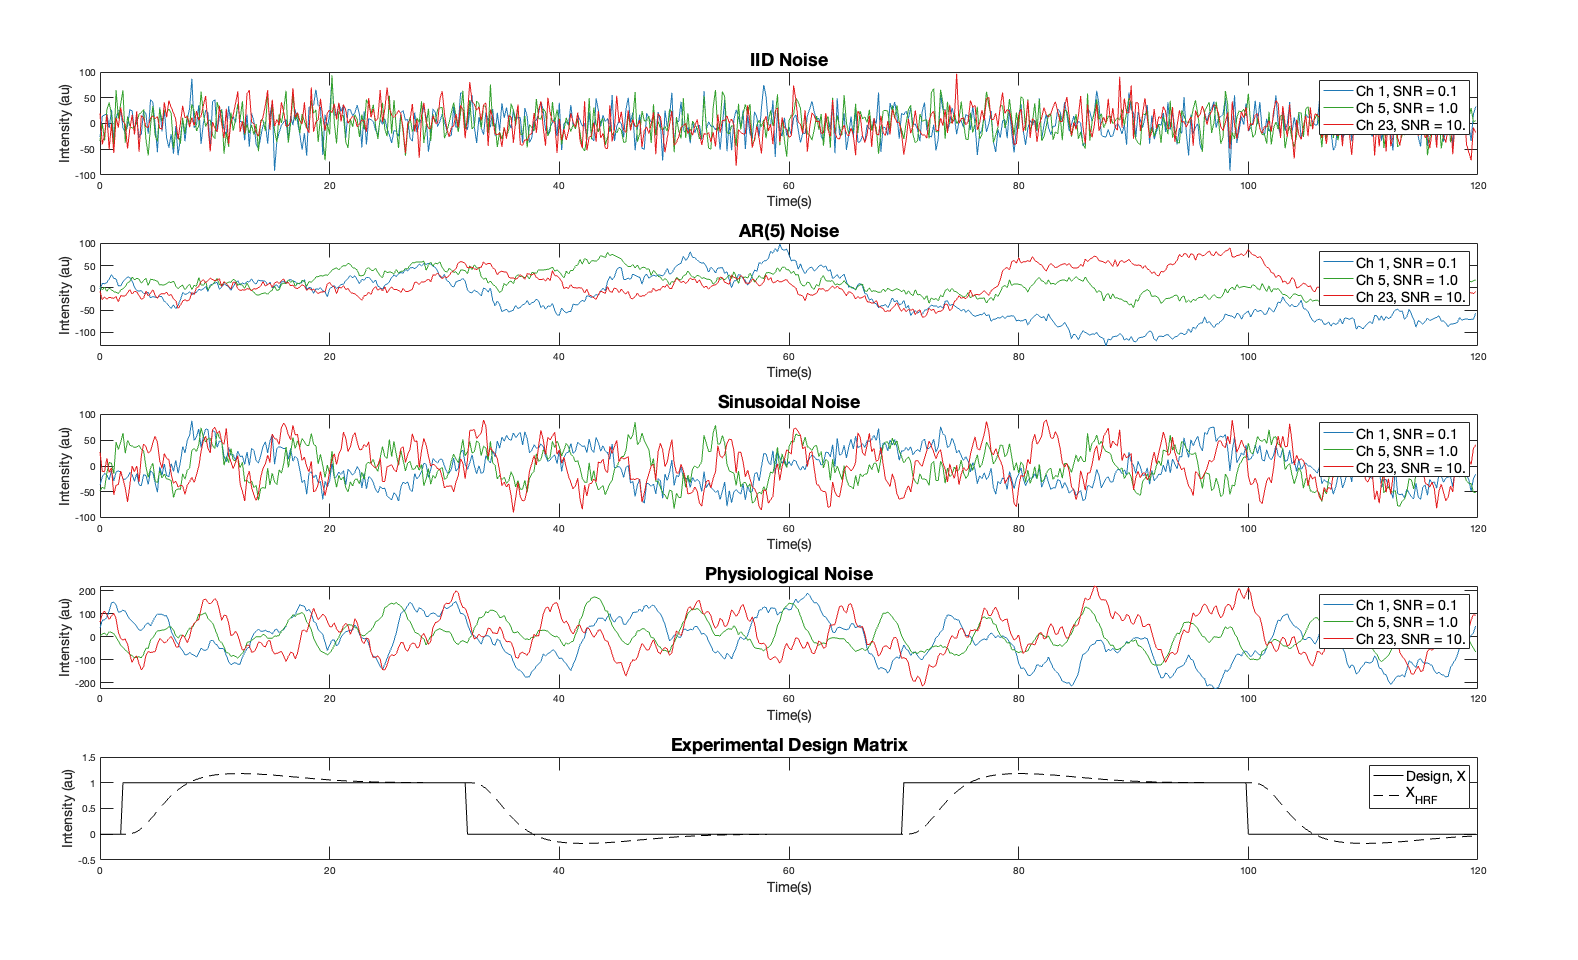 IID Noise
100
50
0
-50
-100
Intensity (au)
Ch 1, SNR = 0.1
Ch 5, SNR = 1.0
Ch 23, SNR = 10.
0 20 40 60 80 100 120
Time(s)
AR(5) Noise
100
50
0
-50
-100
Intensity (au)
Ch 1, SNR = 0.1
Ch 5, SNR = 1.0
Ch 23, SNR = 10.
0 20 40 60 80 100 120
Time(s)
Sinusoidal Noise
100
50
0
-50
-100
Intensity (au)
Ch 1, SNR = 0.1
Ch 5, SNR = 1.0
Ch 23, SNR = 10.
0 20 40 60 80 100 120
Time(s)
Physiological Noise
200
100
0
-100
-200
Intensity (au)
Ch 1, SNR = 0.1
Ch 5, SNR = 1.0
Ch 23, SNR = 10.
0 20 40 60 80 100 120
Time(s)
Experimental Design Matrix
1.5
1
0.5
0
-0.5
Intensity (au)
Design, X
X_HRF
0 20 40 60 80 100 120
Time(s)